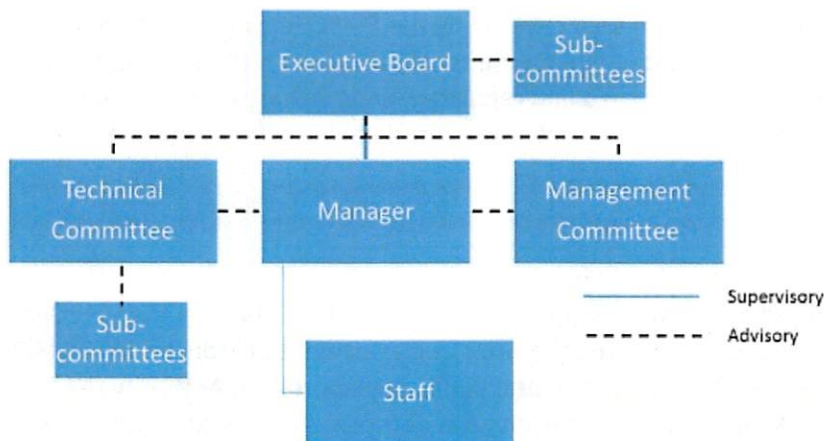 Executive Board
Sub-
committees
Technical
Committee
Manager
Management
Committee
Sub-
committees
Supervisory
Advisory
Staff